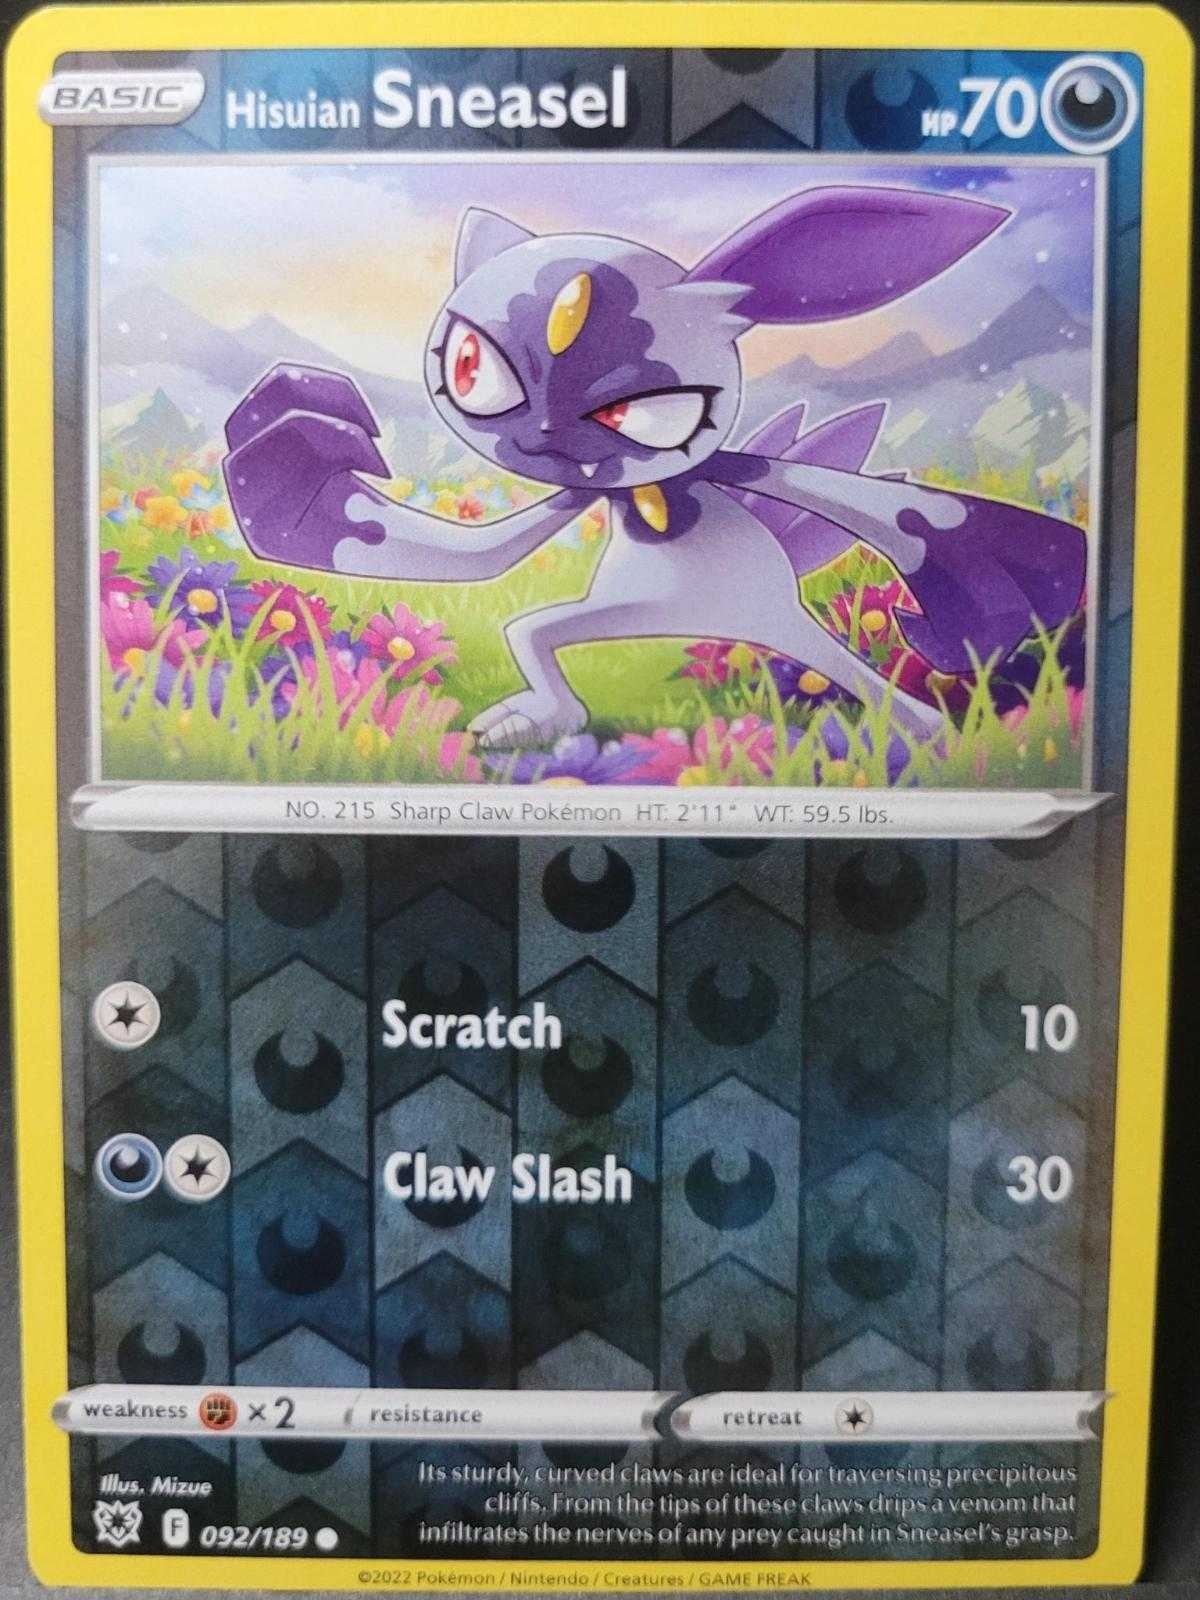 BASIC Hisuian Sneasel HP 70
NO. 215 Sharp Claw Pokémon HT: 2'11" WT: 59.5 lbs.
Scratch 10
Claw Slash 30
weakness ×2 resistance retreat
Its sturdy, curved claws are ideal for traversing precipitous
cliffs. From the tips of these claws drips a venom that
infiltrates the nerves of any prey caught in Sneasel's grasp.
Illus. Mizue
F 092/189
©2022 Pokémon / Nintendo / Creatures / GAME FREAK